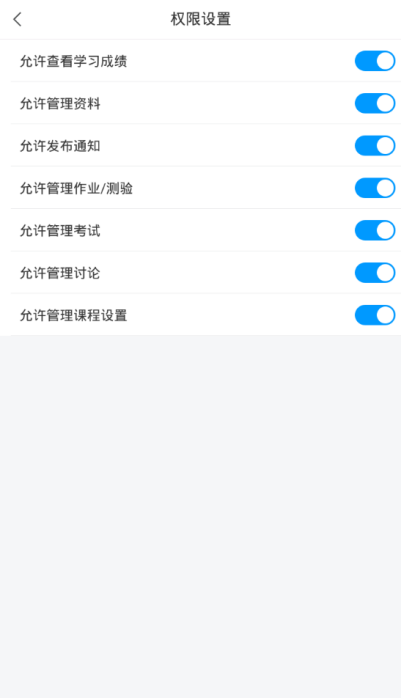 权限设置
允许查看学习成绩
允许管理资料
允许发布通知
允许管理作业/测验
允许管理考试
允许管理讨论
允许管理课程设置